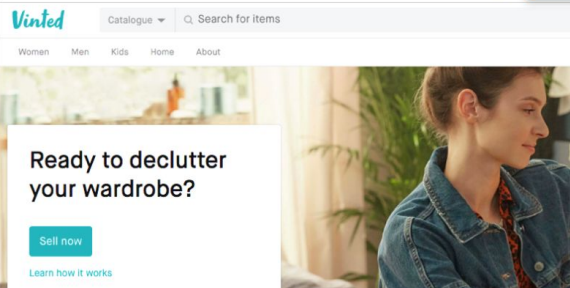 Vinted
Catalogue
Search for items
Women Men Kids Home About
Ready to declutter
your wardrobe?
Sell now
Learn how it works